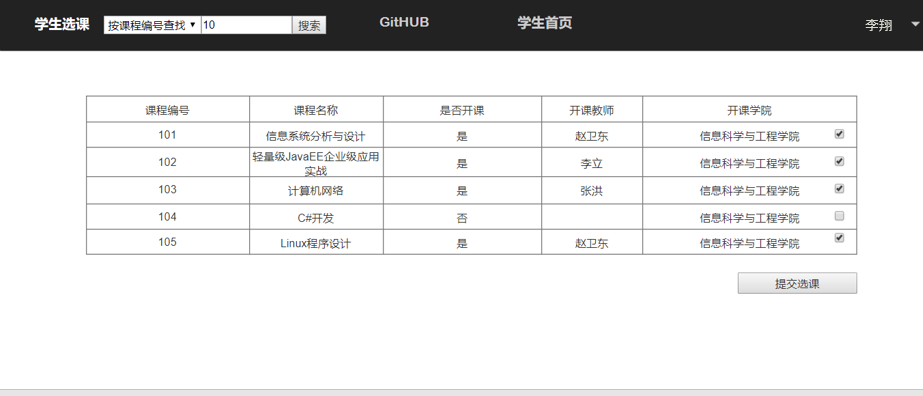 学生选课 按课程编号查找 10 搜索 GitHUB 学生首页 李翔
课程编号 课程名称 是否开课 开课教师 开课学院
101 信息系统分析与设计 是 赵卫东 信息科学与工程学院
102 轻量级JavaEE企业级应用 是 李立 信息科学与工程学院
实战
103 计算机网络 是 张洪 信息科学与工程学院
104 C#开发 否 信息科学与工程学院
105 Linux程序设计 是 赵卫东 信息科学与工程学院
提交选课